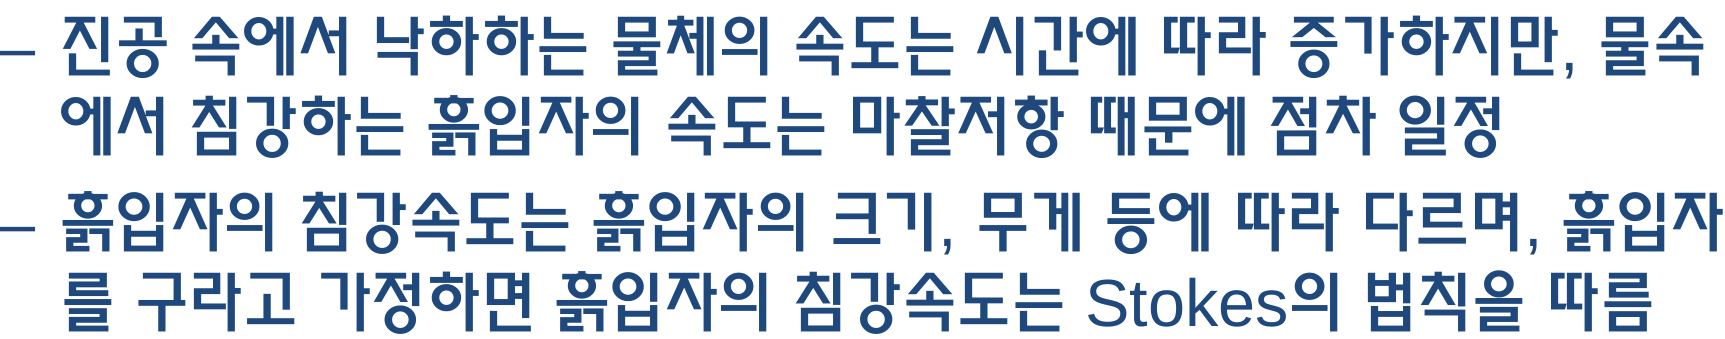 – 진공 속에서 낙하하는 물체의 속도는 시간에 따라 증가하지만, 물속
에서 침강하는 흙입자의 속도는 마찰저항 때문에 점차 일정
– 흙입자의 침강속도는 흙입자의 크기, 무게 등에 따라 다르며, 흙입자
를 구라고 가정하면 흙입자의 침강속도는 Stokes의 법칙을 따름